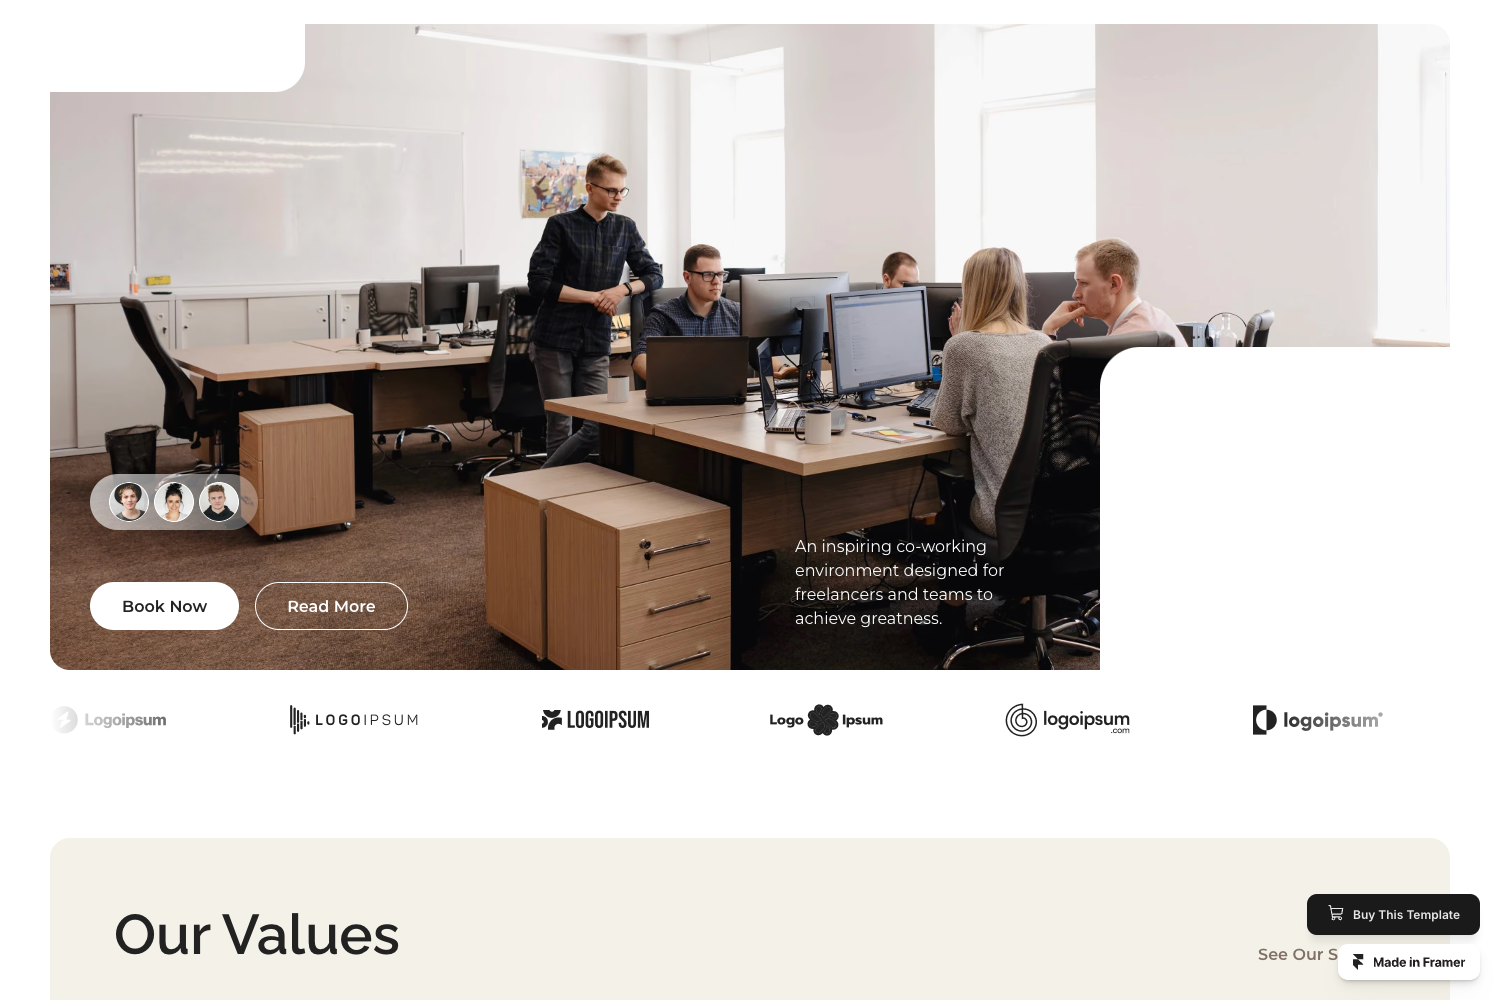 Book Now
Read More
An inspiring co-working
environment designed for
freelancers and teams to
achieve greatness.
Logoipsum
LOGOIPSUM
LOGOIPSUM
Logo Ipsum
logoipsum
.com
logoipsum
Our Values
Buy This Template
See Our S
Made in Framer